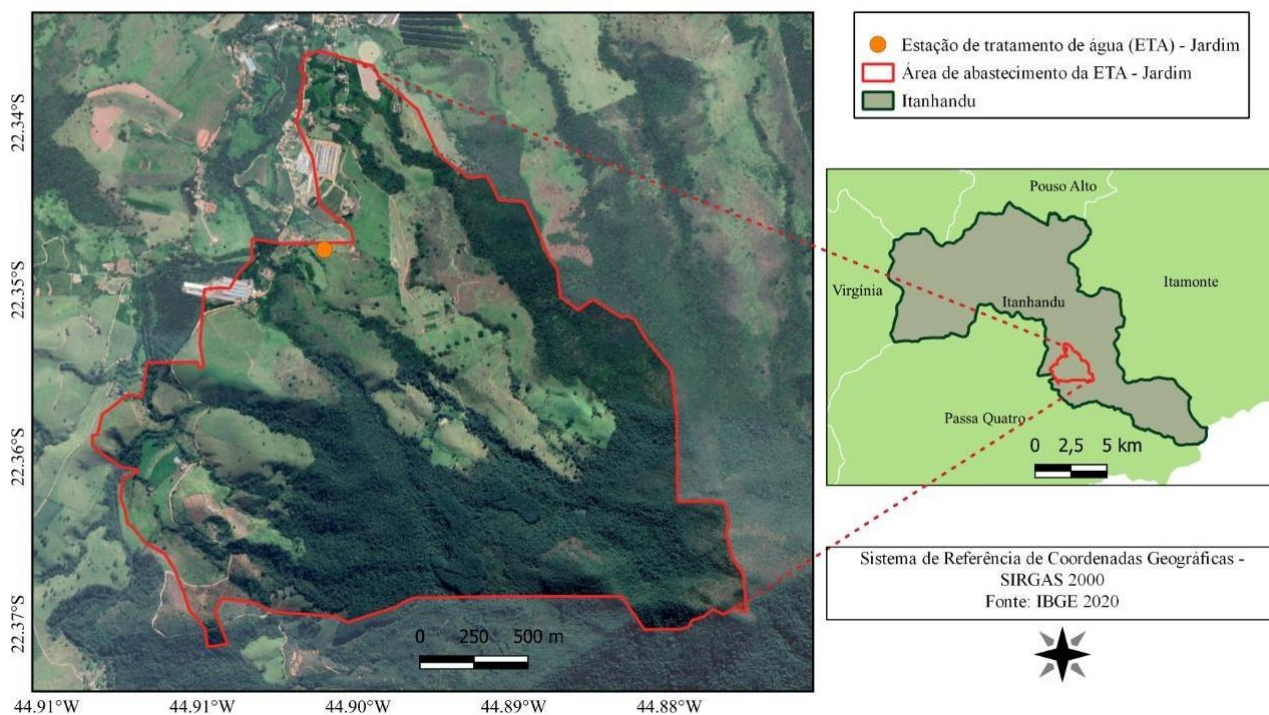 Estação de tratamento de água (ETA) - Jardim
Área de abastecimento da ETA - Jardim
Itanhandu
22.34°S
22.35°S
22.36°S
22.37°S
0 250 500 m
44.91°W 44.91°W 44.90°W 44.89°W 44.88°W
Pouso Alto
Virgínia
Itanhandu
Itamonte
Passa Quatro
0 2,5 5 km
Sistema de Referência de Coordenadas Geográficas -
SIRGAS 2000
Fonte: IBGE 2020